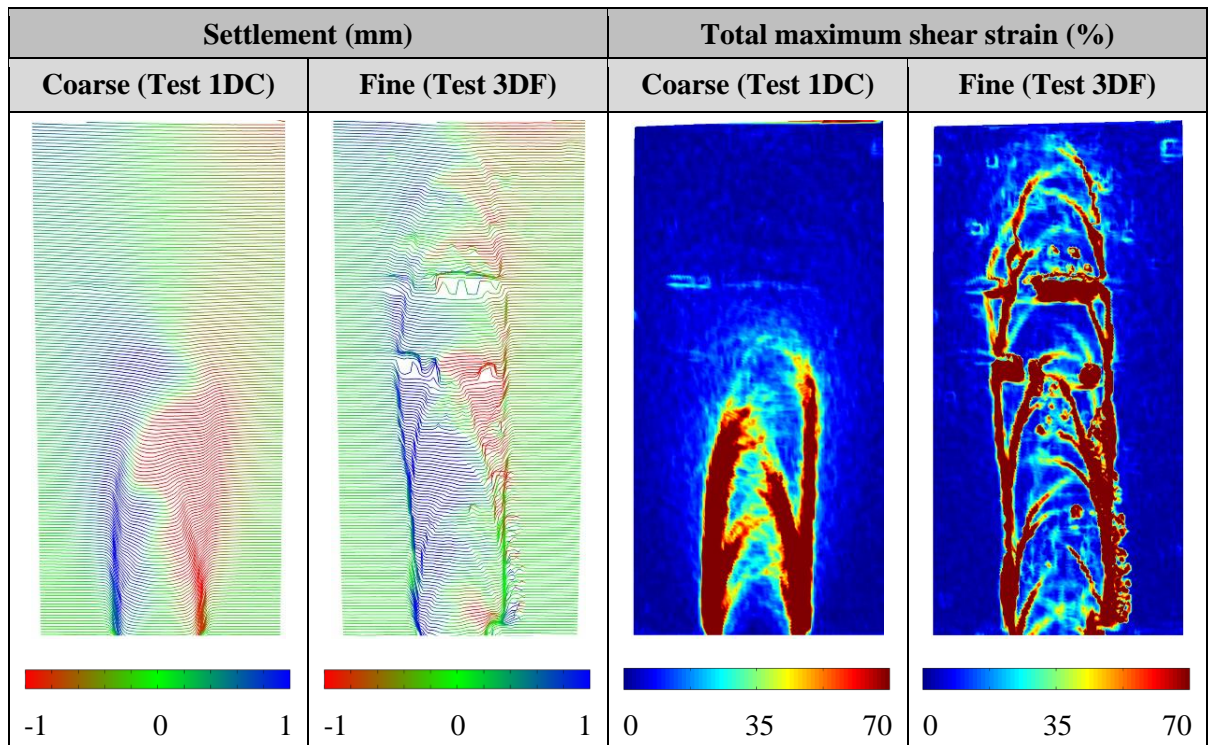 Settlement (mm) Total maximum shear strain (%)
Coarse (Test 1DC) Fine (Test 3DF) Coarse (Test 1DC) Fine (Test 3DF)
-1 0 1 -1 0 1 0 35 70 0 35 70